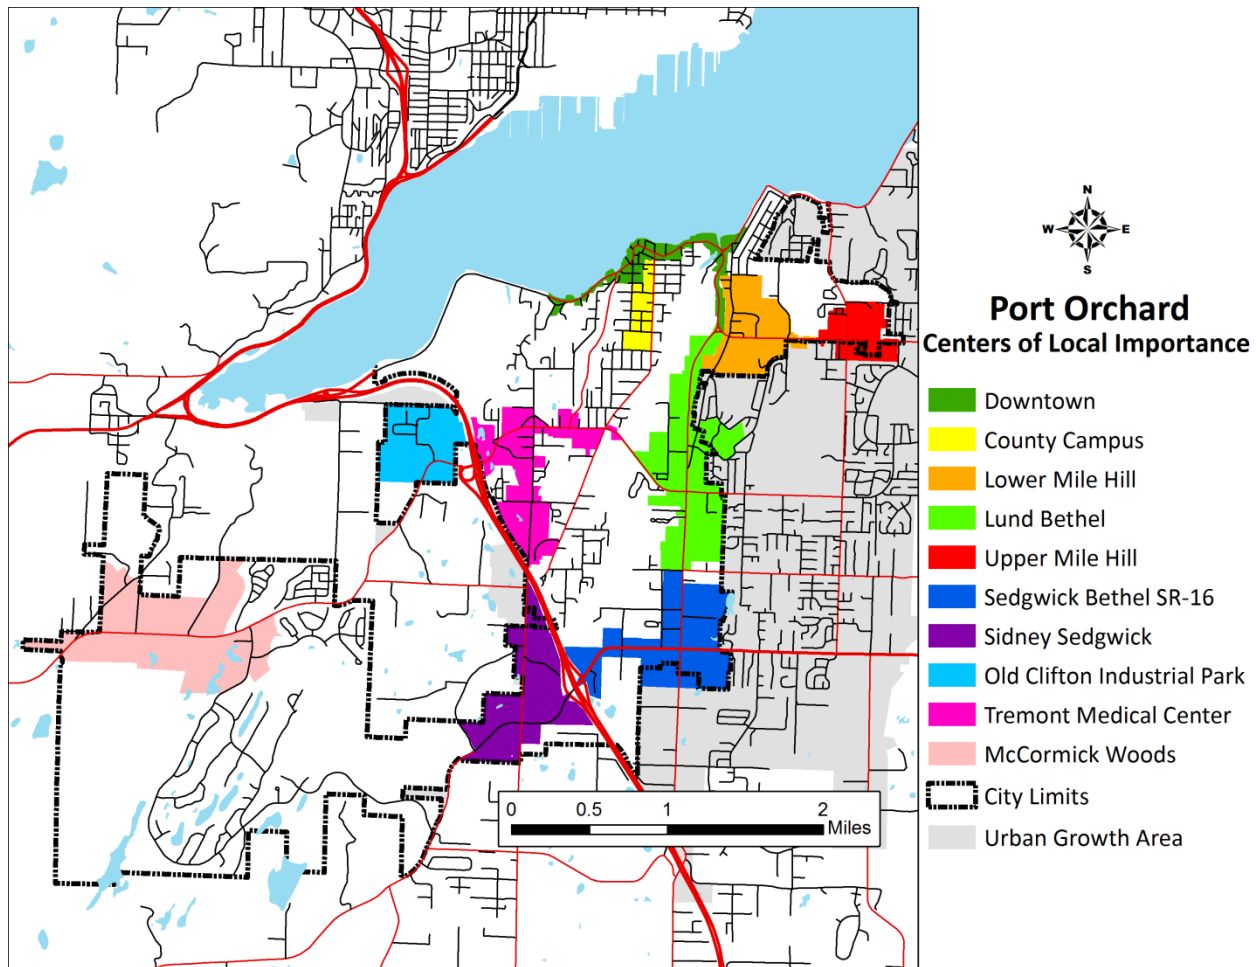 N
W E
S
Port Orchard
Centers of Local Importance
Downtown
County Campus
Lower Mile Hill
Lund Bethel
Upper Mile Hill
Sedgwick Bethel SR-16
Sidney Sedgwick
Old Clifton Industrial Park
Tremont Medical Center
McCormick Woods
City Limits
Urban Growth Area
0 0.5 1 2
Miles